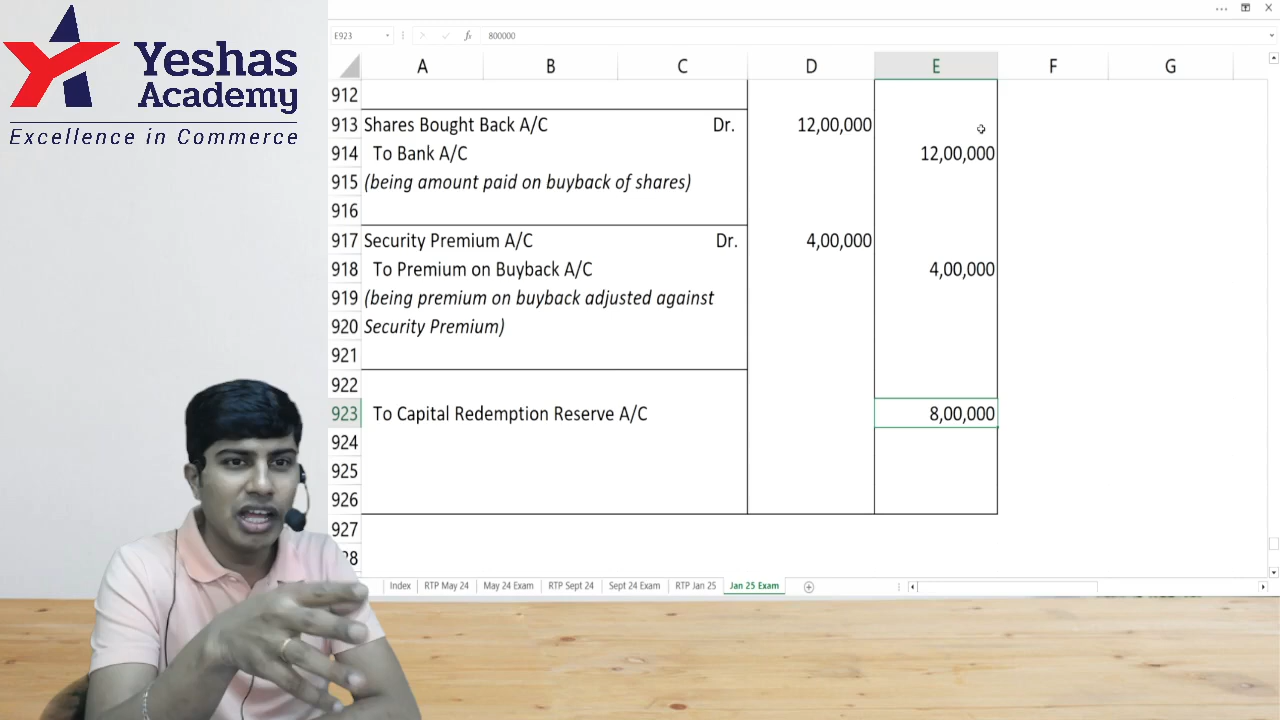 Yeshas
Academy
Excellence in Commerce
E923
fx
800000
A B C D E F G
912
913 Shares Bought Back A/C Dr. 12,00,000
914 To Bank A/C 12,00,000
915 (being amount paid on buyback of shares)
916
917 Security Premium A/C Dr. 4,00,000
918 To Premium on Buyback A/C 4,00,000
919 (being premium on buyback adjusted against
920 Security Premium)
921
922
923 To Capital Redemption Reserve A/C 8,00,000
924
925
926
927
28
Index RTP May 24 May 24 Exam RTP Sept 24 Sept 24 Exam RTP Jan 25 Jan 25 Exam